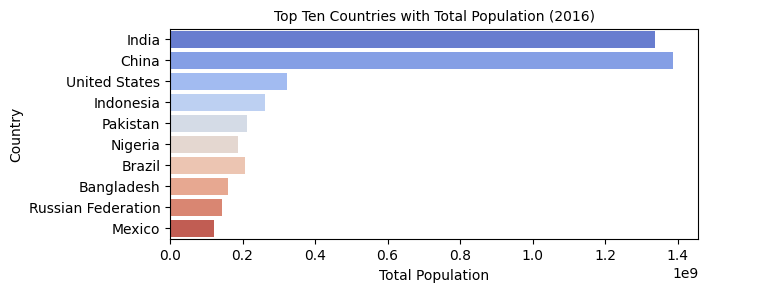 Top Ten Countries with Total Population (2016)
Country
India
China
United States
Indonesia
Pakistan
Nigeria
Brazil
Bangladesh
Russian Federation
Mexico
0.0 0.2 0.4 0.6 0.8 1.0 1.2 1.4
1e9
Total Population